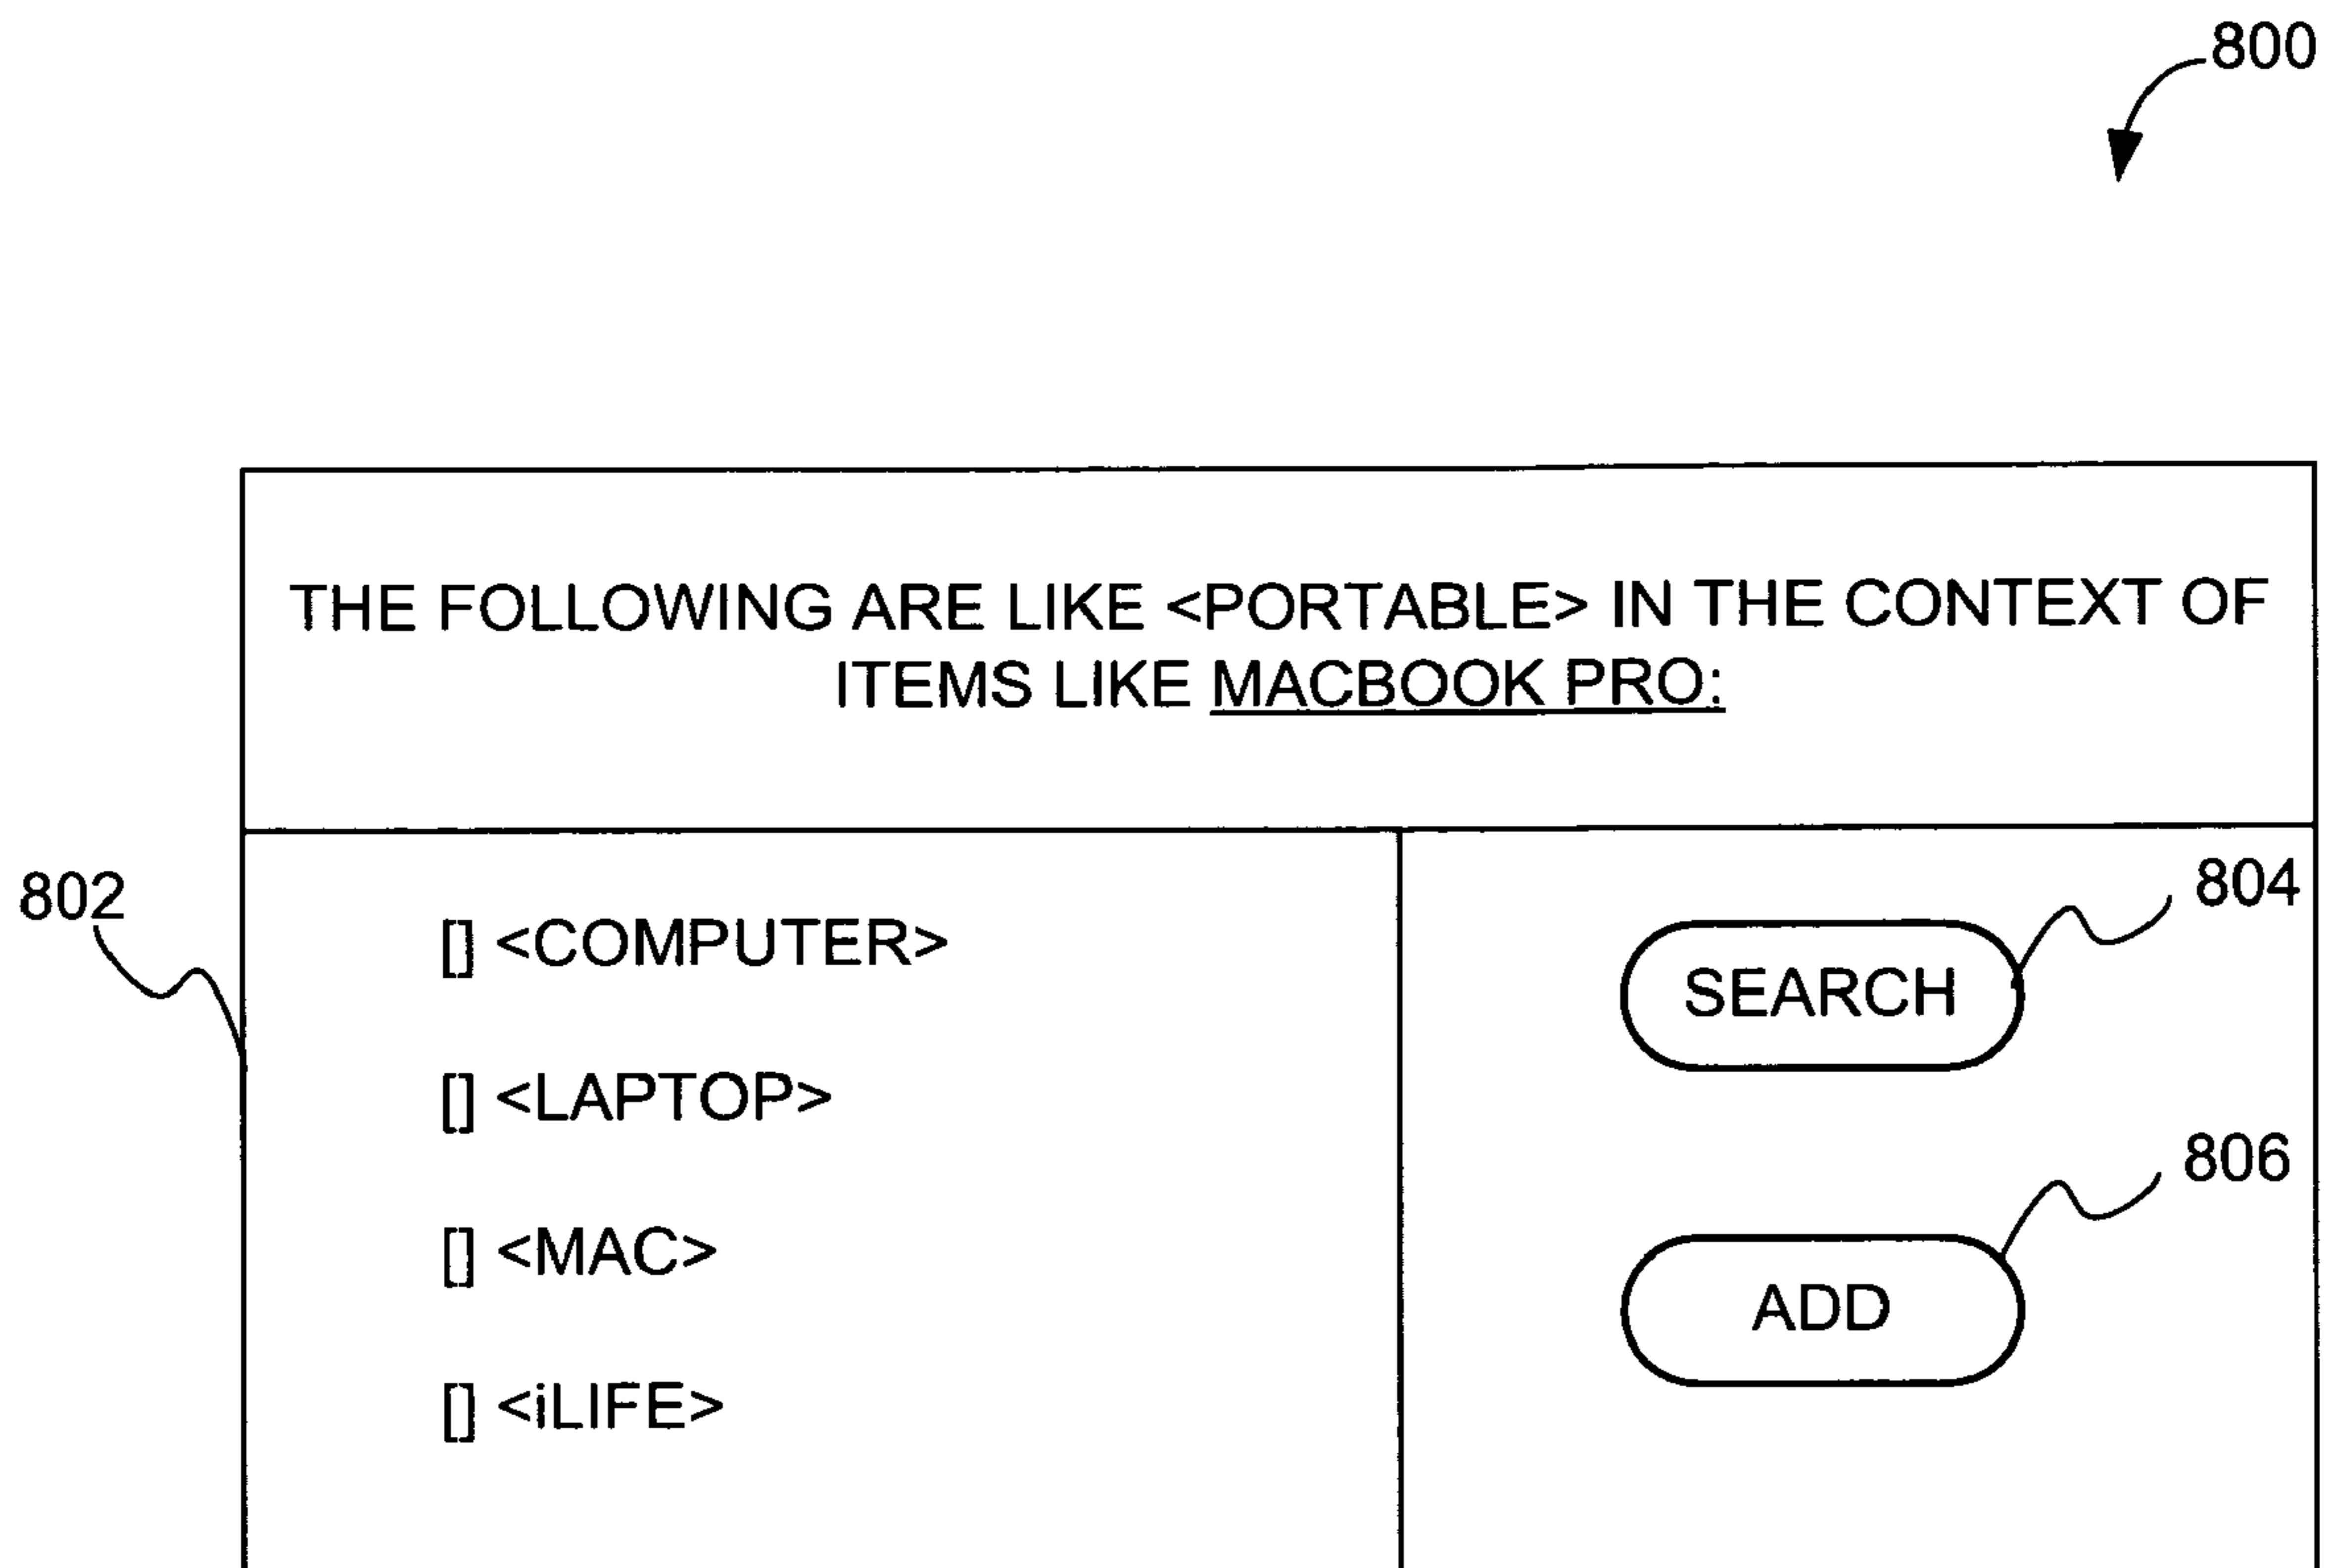 800
THE FOLLOWING ARE LIKE <PORTABLE> IN THE CONTEXT OF
ITEMS LIKE MACBOOK PRO:
802
[] <COMPUTER>
[] <LAPTOP>
[] <MAC>
[] <iLIFE>
804
SEARCH
806
ADD